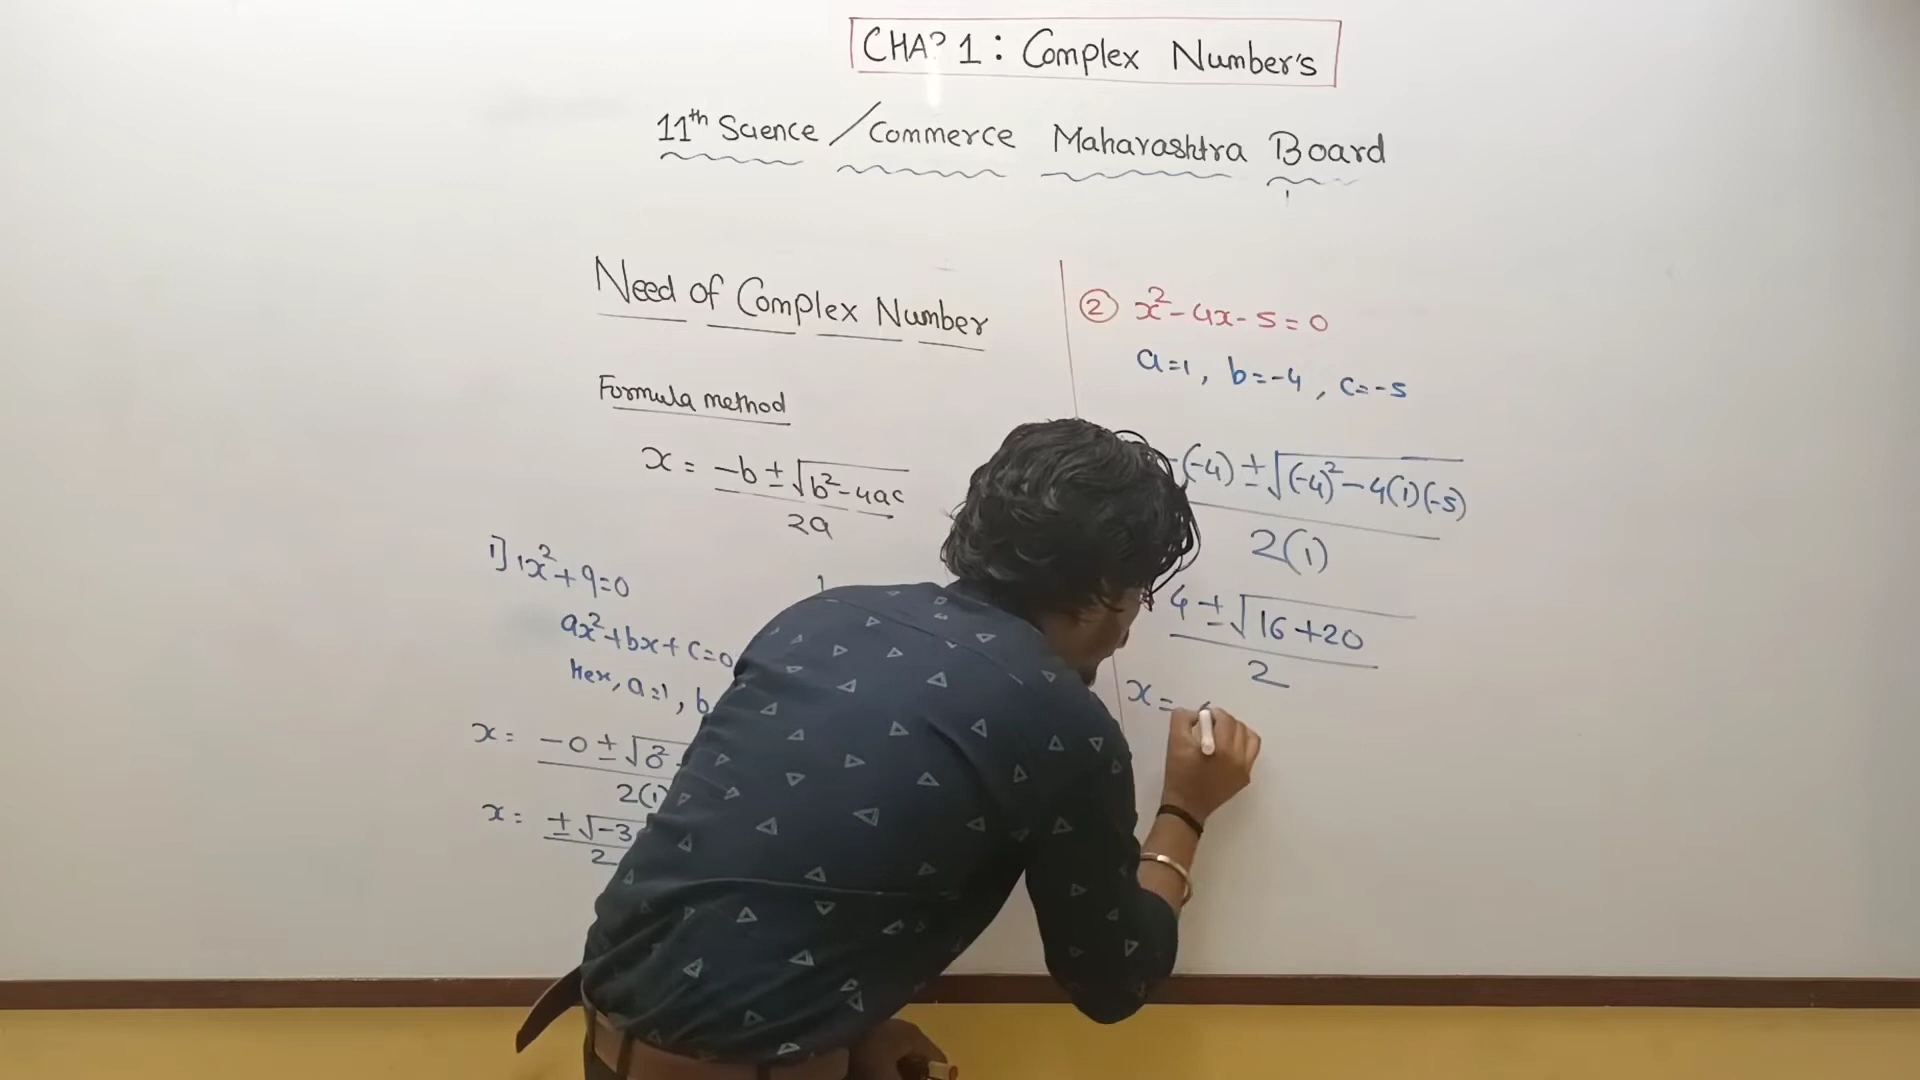 CHAP 1 : Complex Number's
11th Science / Commerce Maharashtra Board
Need of Complex Number
Formula method
x = -b ± √b² - 4ac
2a
1] 1x² + 9 = 0
ax² + bx + c = 0
Her, a = 1, b
x = -0 ± √0²
2(1)
x = ± √-3
2
② x² - 4x - 5 = 0
a = 1, b = -4, c = -5
-(-4) ± √(-4)² - 4(1)(-5)
2(1)
4 ± √16 + 20
2
x =